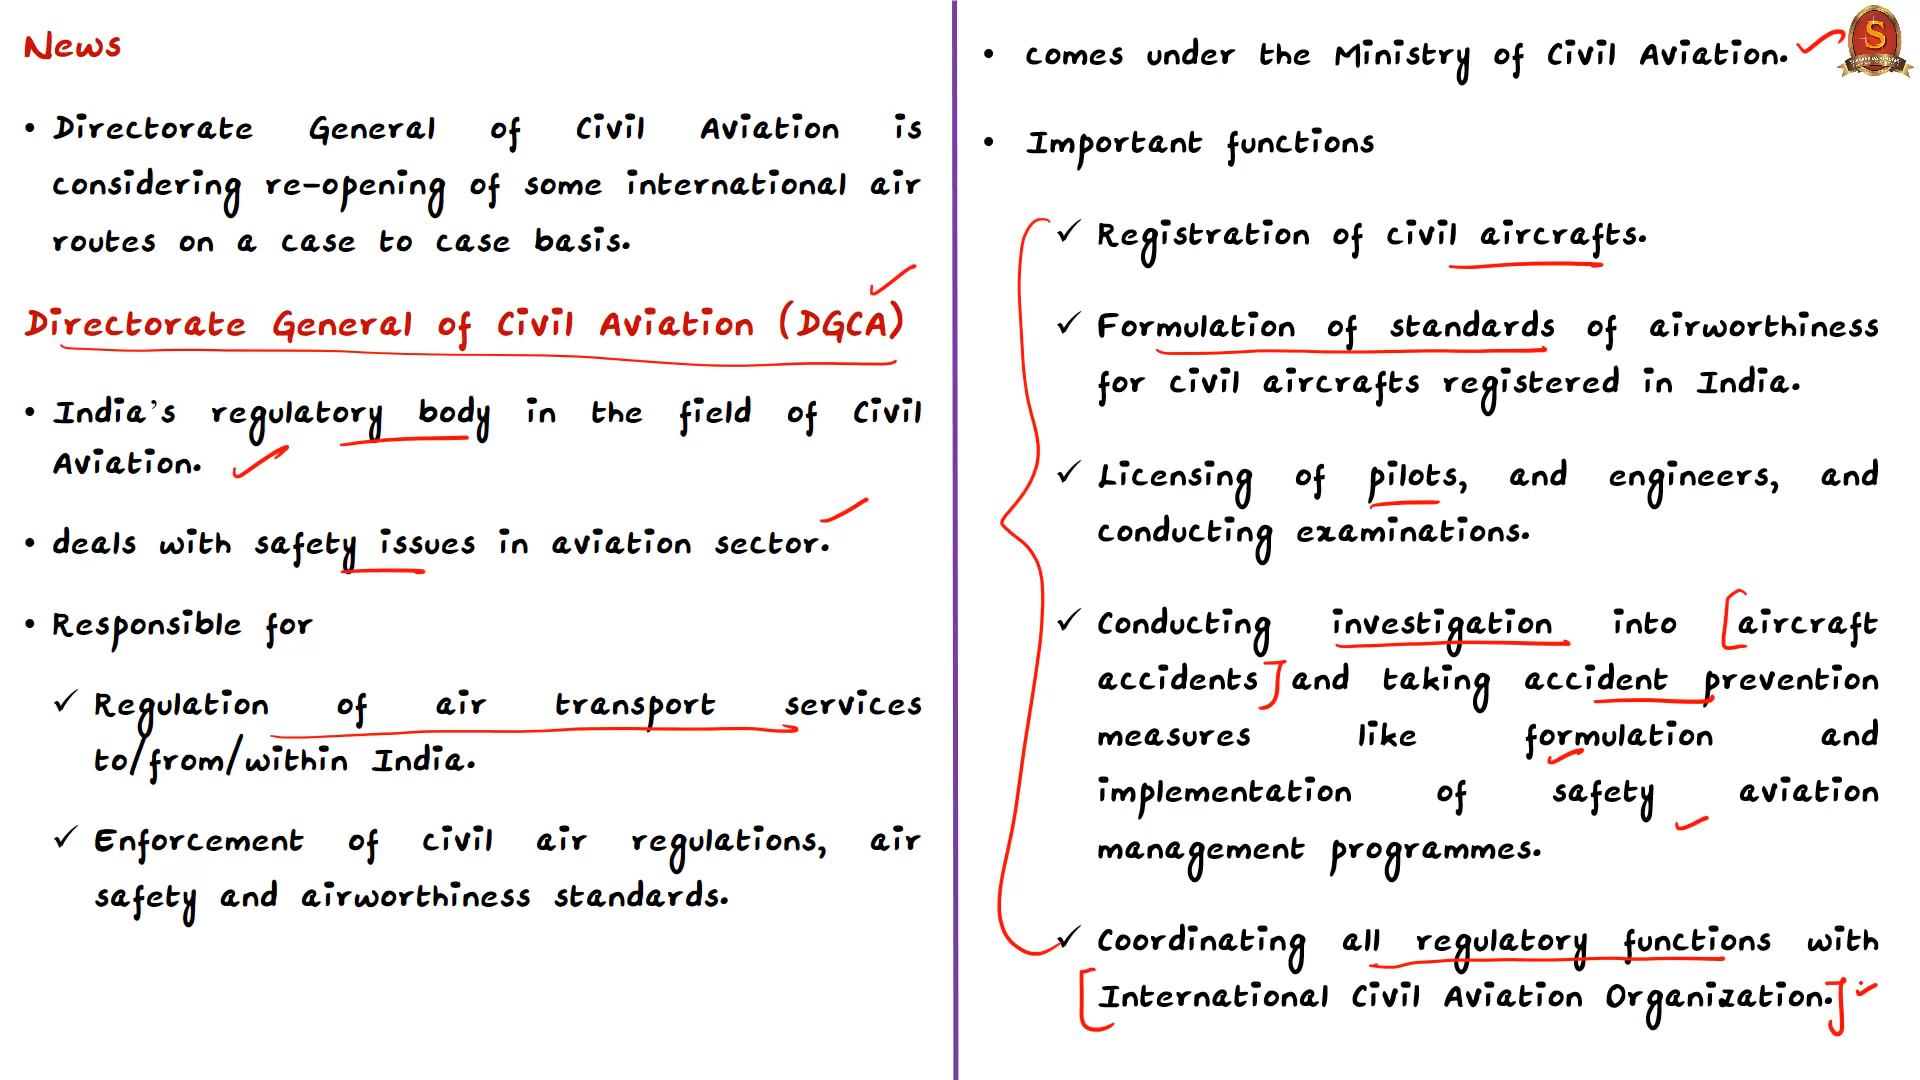 News
• Directorate General of Civil Aviation is
considering re-opening of some international air
routes on a case to case basis.
Directorate General of Civil Aviation (DGCA)
• India's regulatory body in the field of Civil
Aviation.
• deals with safety issues in aviation sector.
• Responsible for
✓ Regulation of air transport services
to/from/within India.
✓ Enforcement of civil air regulations, air
safety and airworthiness standards.
• comes under the Ministry of Civil Aviation.
• Important functions
✓ Registration of civil aircrafts.
✓ Formulation of standards of airworthiness
for civil aircrafts registered in India.
✓ Licensing of pilots, and engineers, and
conducting examinations.
✓ Conducting investigation into aircraft
accidents and taking accident prevention
measures like formulation and
implementation of safety aviation
management programmes.
✓ Coordinating all regulatory functions with
International Civil Aviation Organization.
S